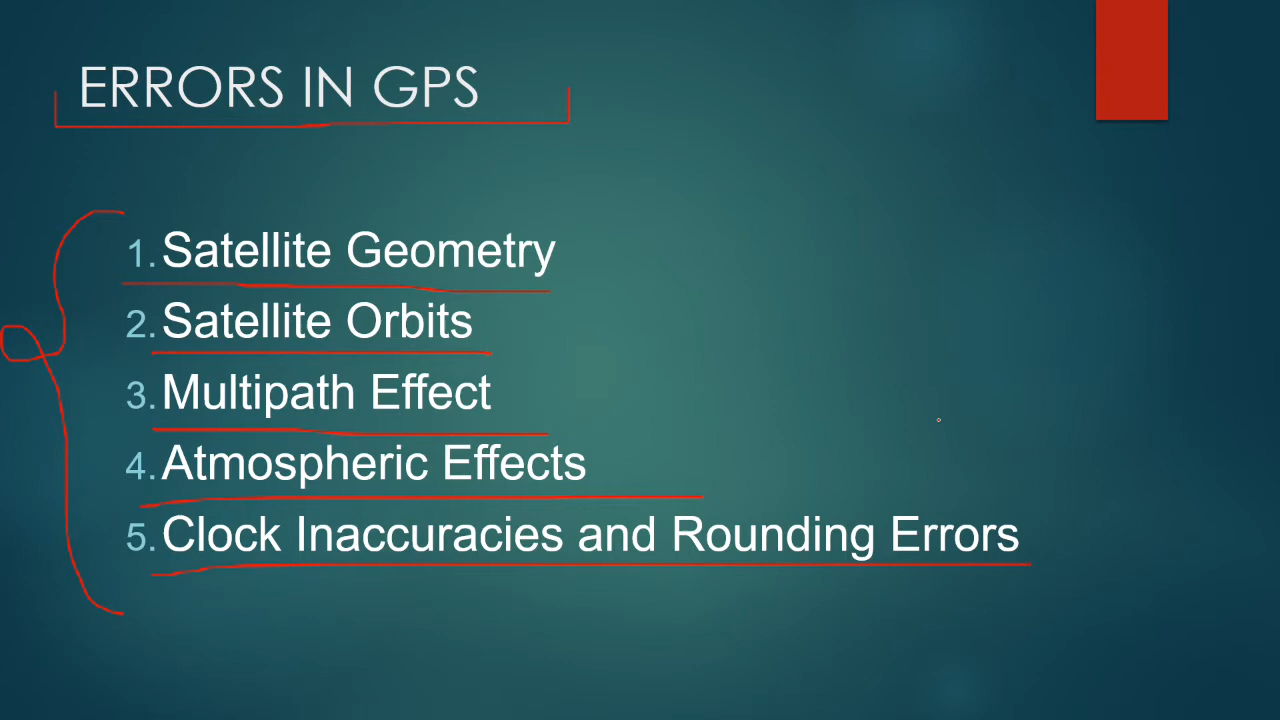 ERRORS IN GPS
1. Satellite Geometry
2. Satellite Orbits
3. Multipath Effect
4. Atmospheric Effects
5. Clock Inaccuracies and Rounding Errors